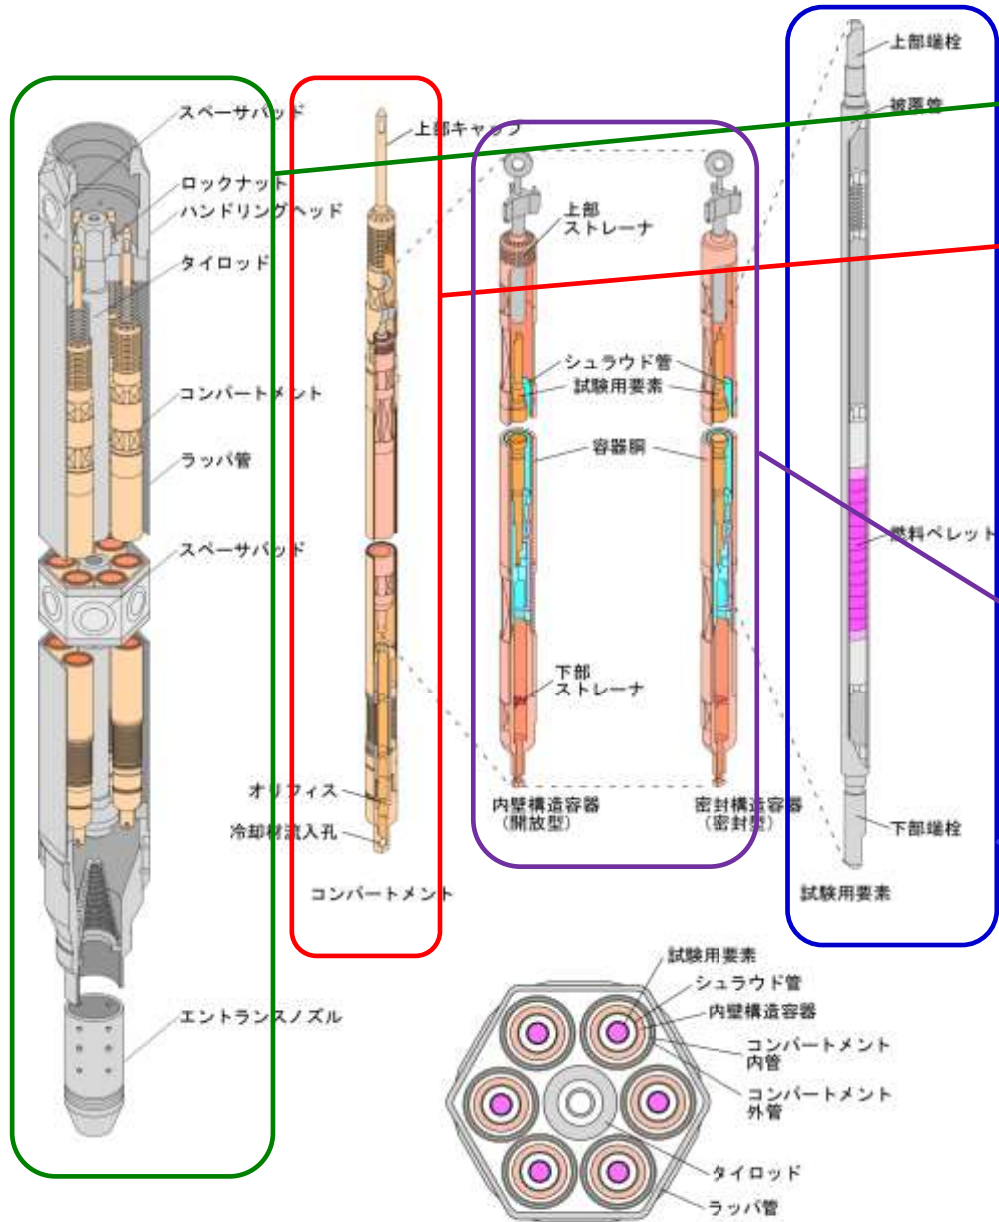 スペーサパッド
ロックナット
ハンドリングヘッド
タイロッド
コンパートメント
ラッパ管
スペーサパッド
エントランスノズル
上部キャップ
オリフィス
冷却材流入孔
コンパートメント
上部
ストレーナ
シュラウド管
試験用要素
容器胴
下部
ストレーナ
内壁構造容器
(開放型)
密封構造容器
(密封型)
上部端栓
被覆管
燃料ペレット
下部端栓
試験用要素
試験用要素
シュラウド管
内壁構造容器
コンパートメント
内管
コンパートメント
外管
タイロッド
ラッパ管